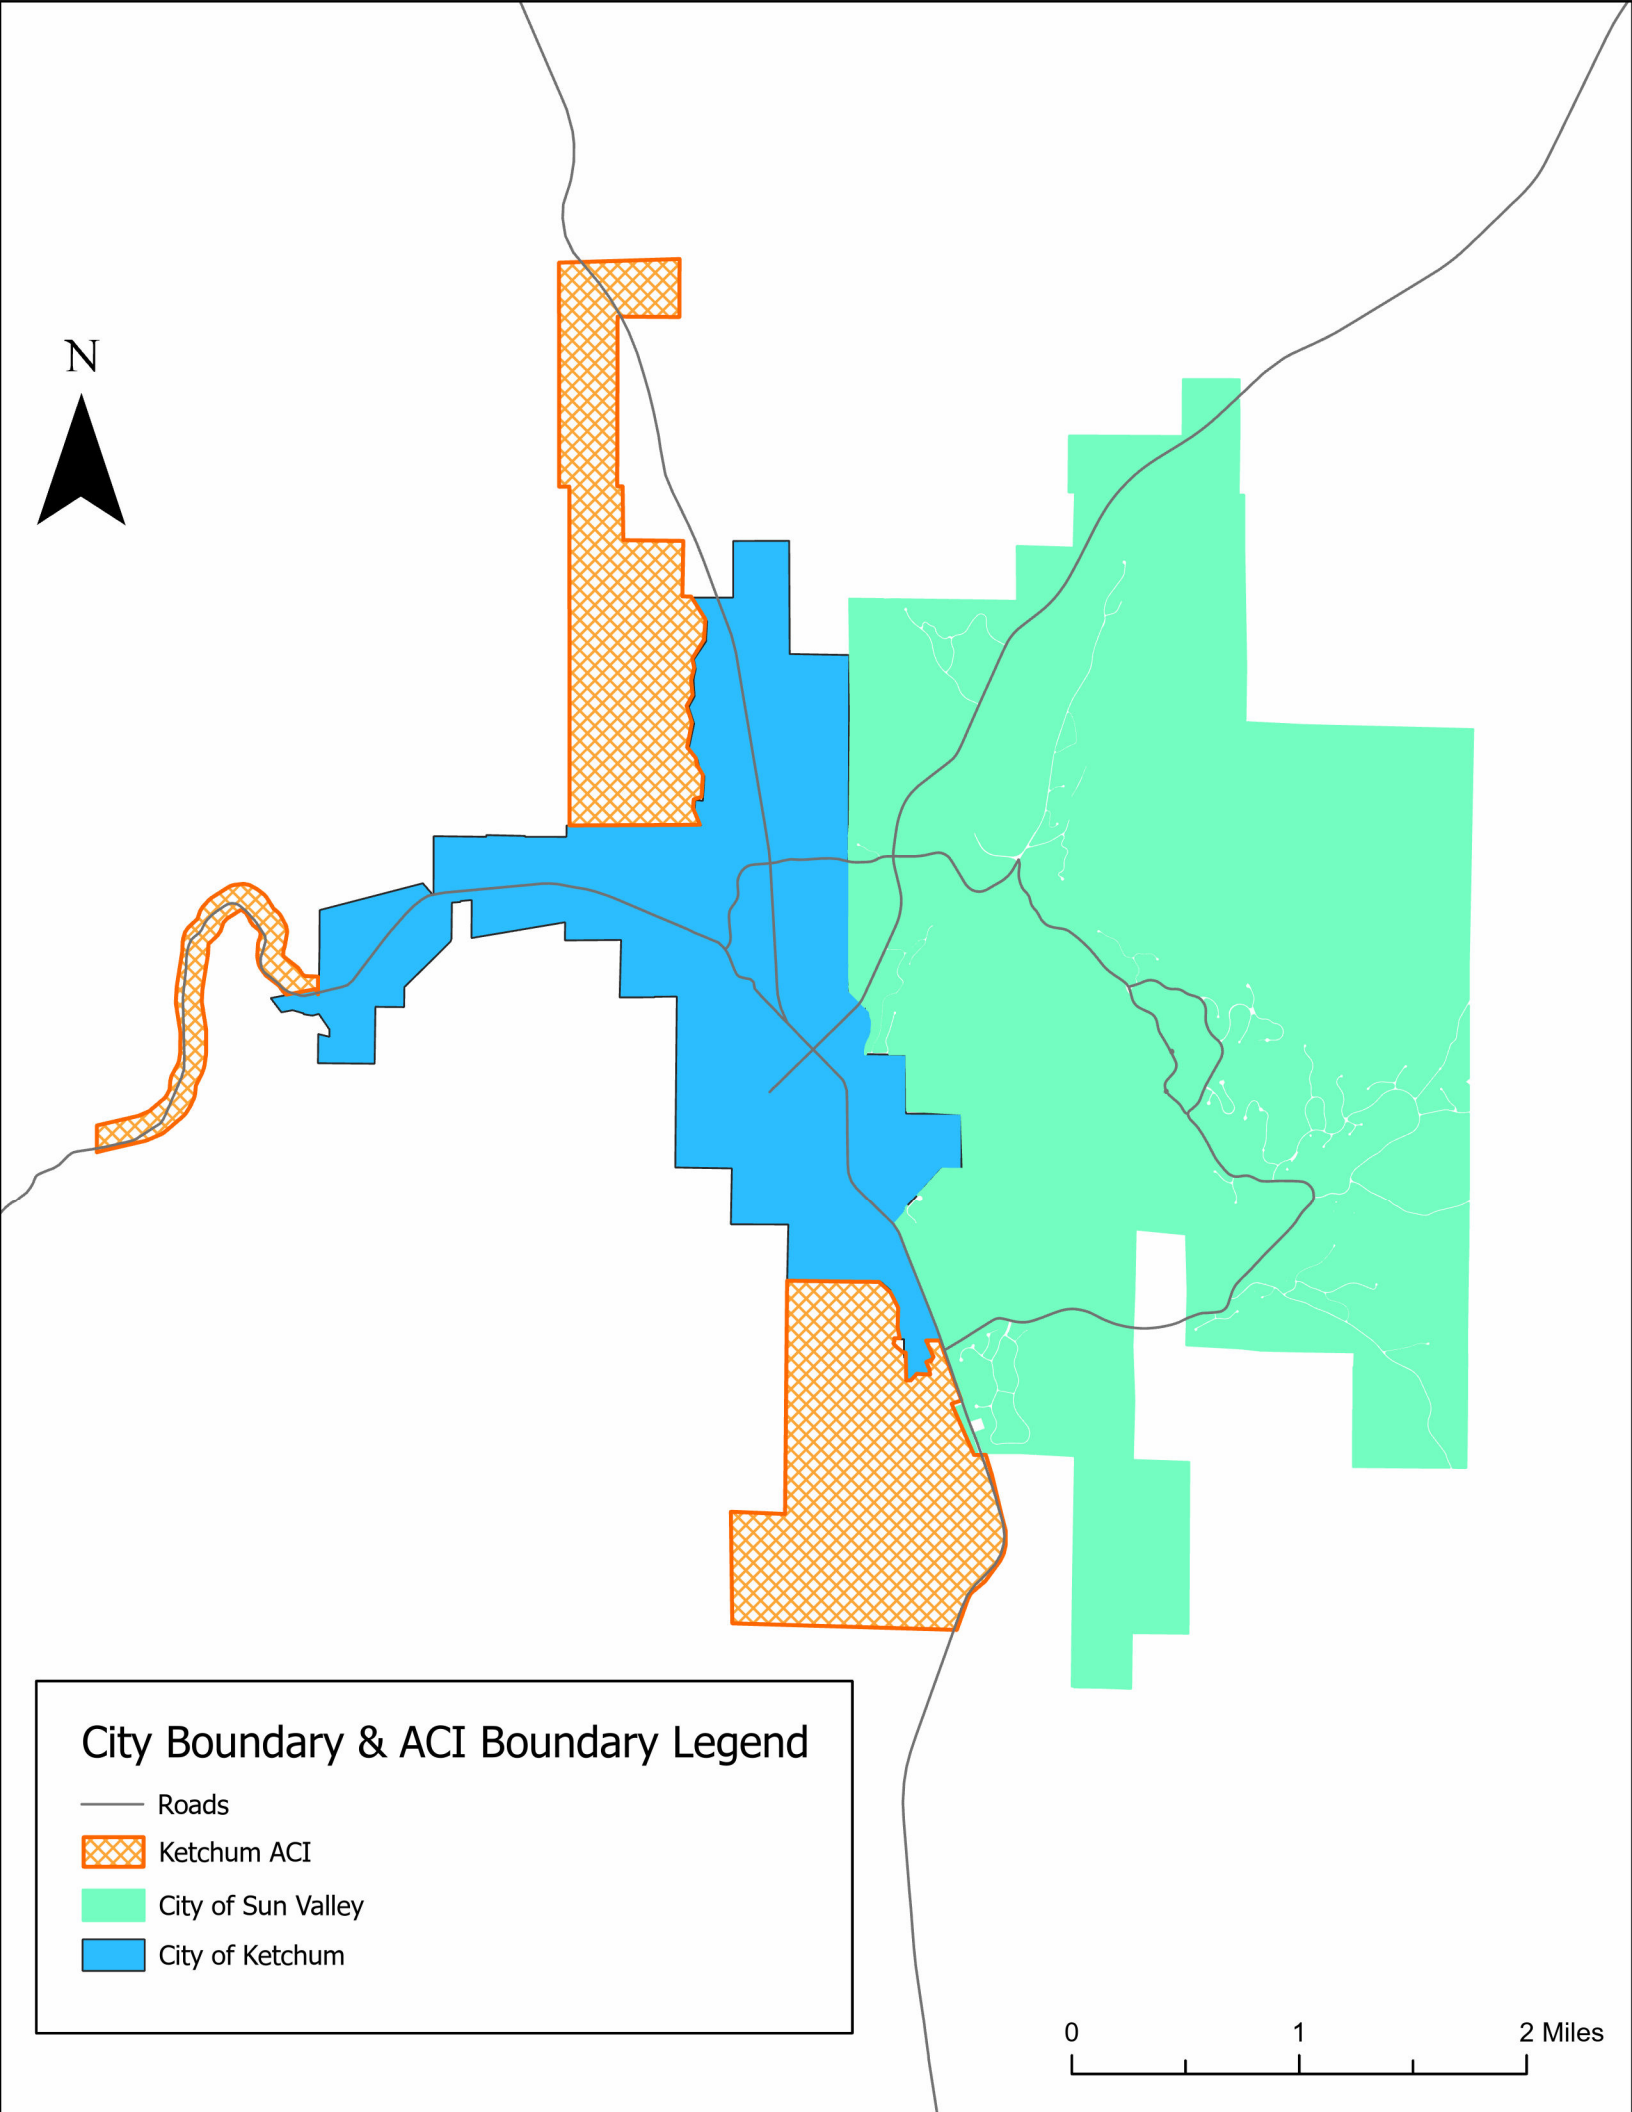 N
City Boundary & ACI Boundary Legend
Roads
Ketchum ACI
City of Sun Valley
City of Ketchum
0 1 2 Miles